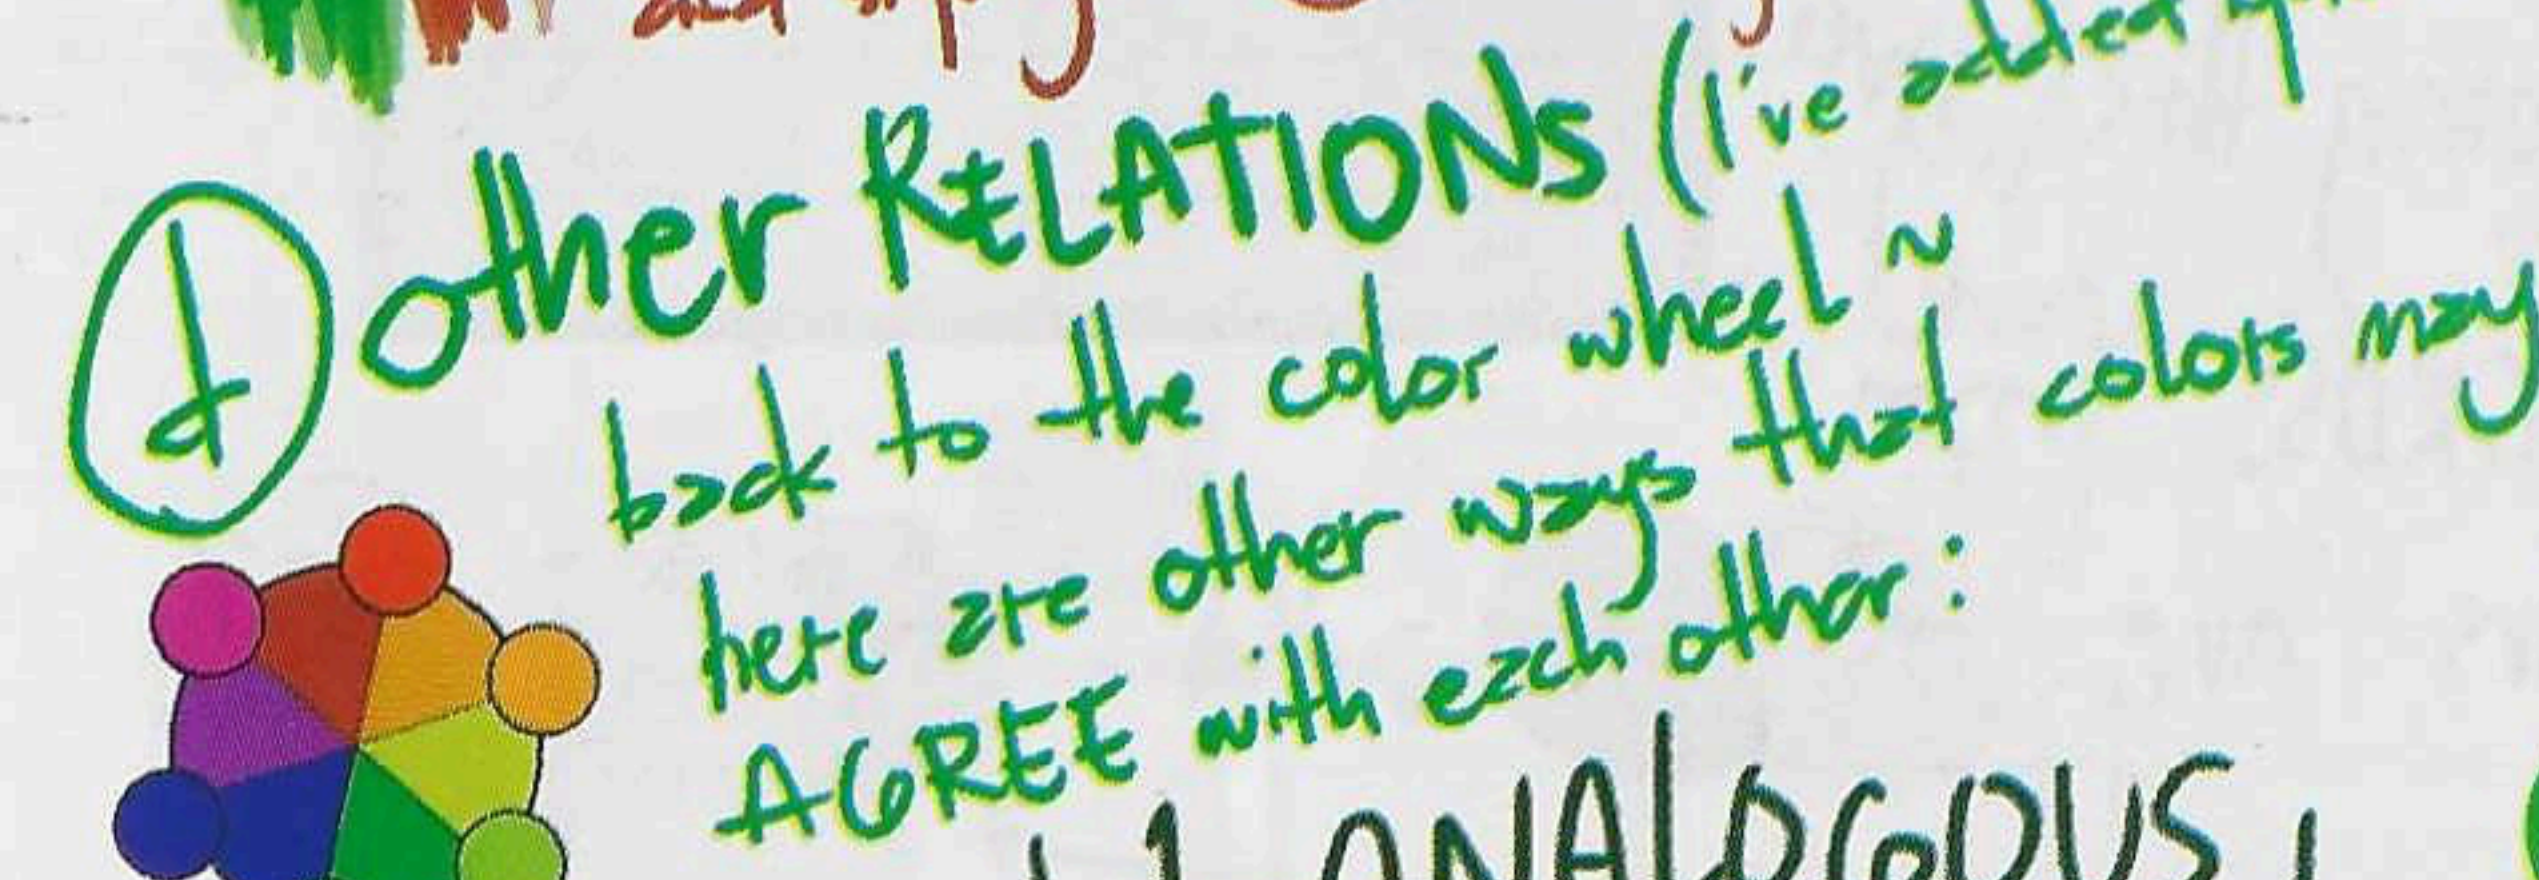 and
d other RELATIONS (I've added
back to the color wheel ~
here are other ways that colors may
AGREE with each other:
ANALOGOUS,